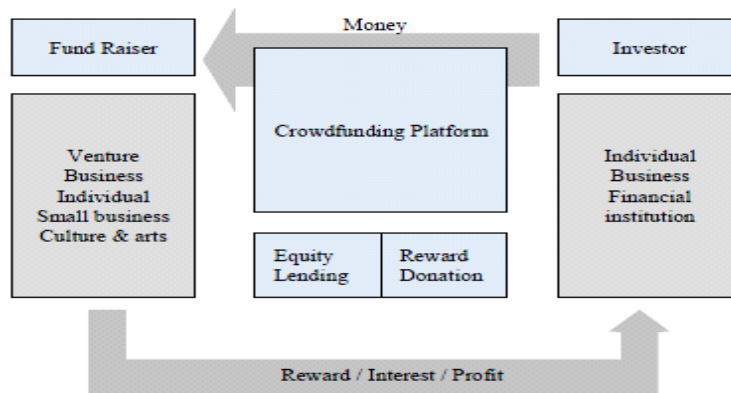 Money
Fund Raiser
Investor
Crowdfunding Platform
Venture
Business
Individual
Small business
Culture & arts
Individual
Business
Financial
institution
Equity
Lending
Reward
Donation
Reward / Interest / Profit